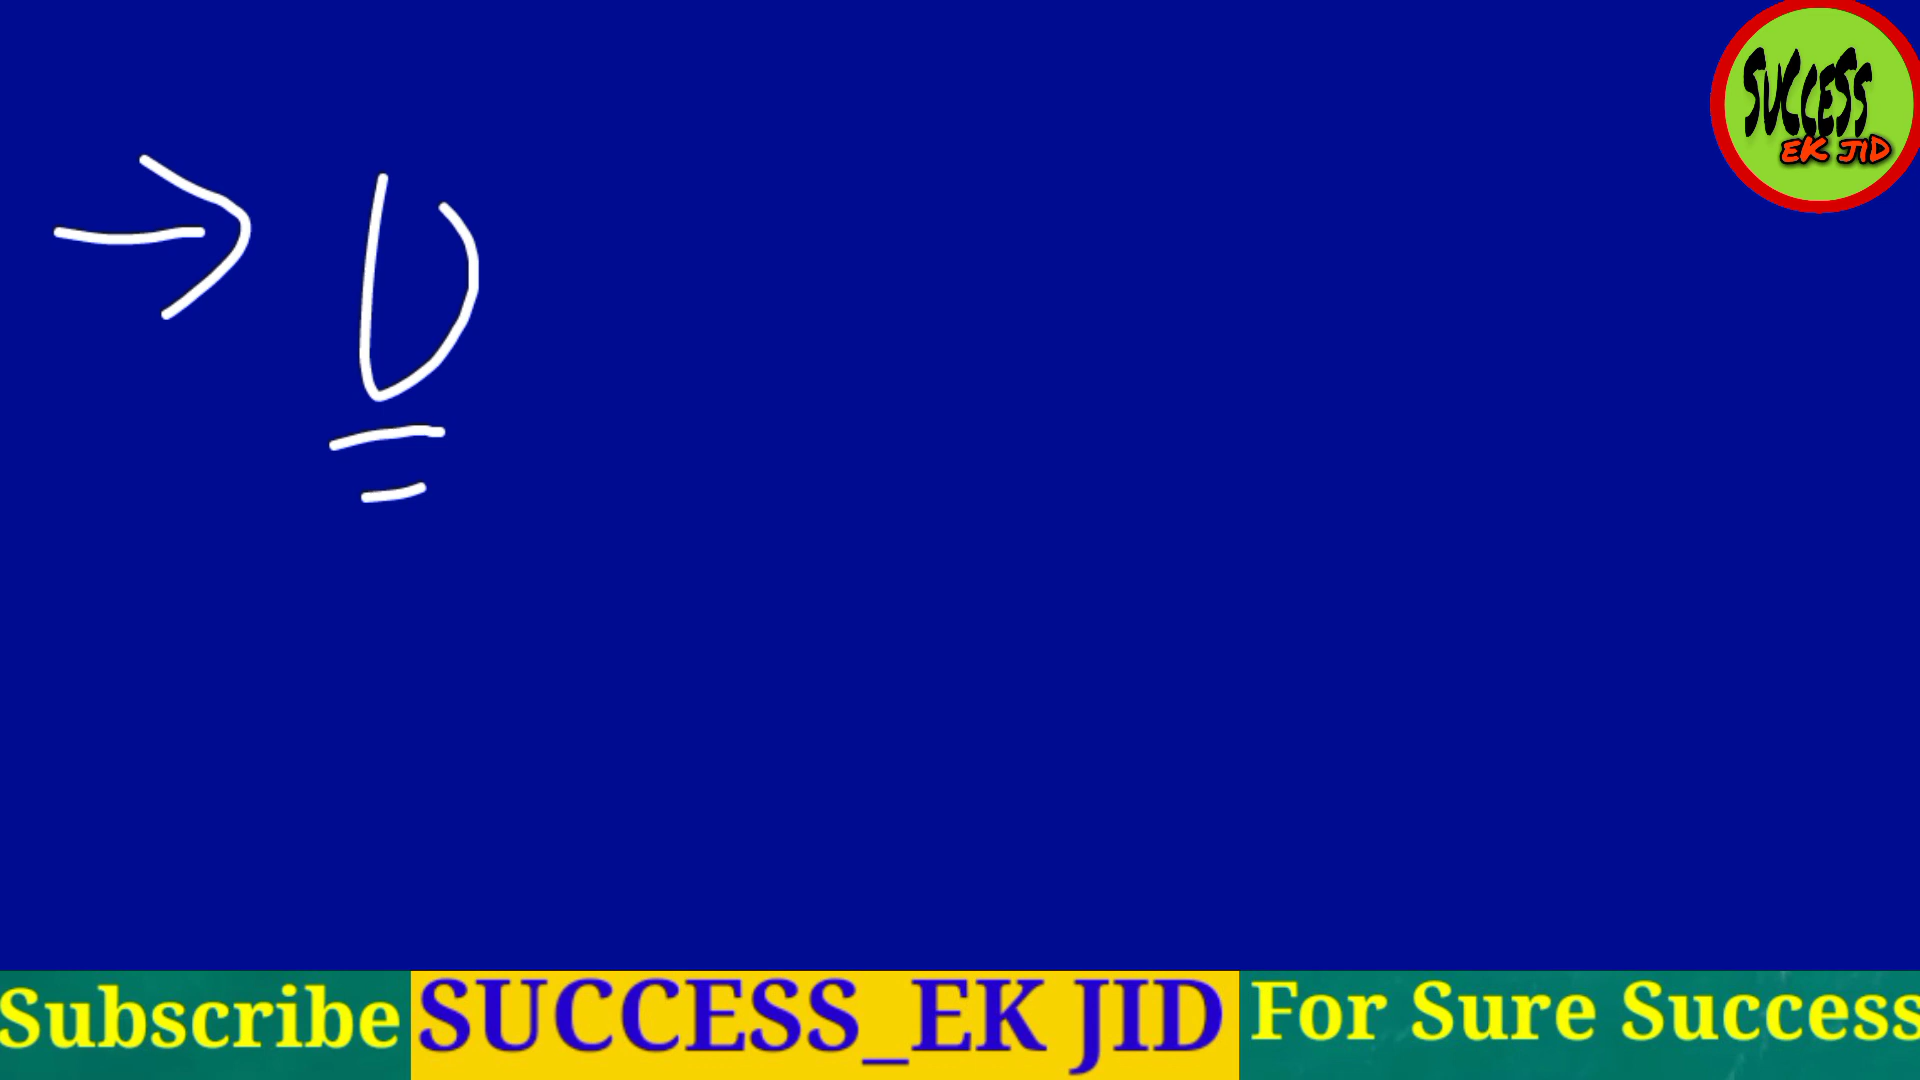 SUCCESS
EK JID
→ D
Subscribe SUCCESS_EK JID For Sure Success